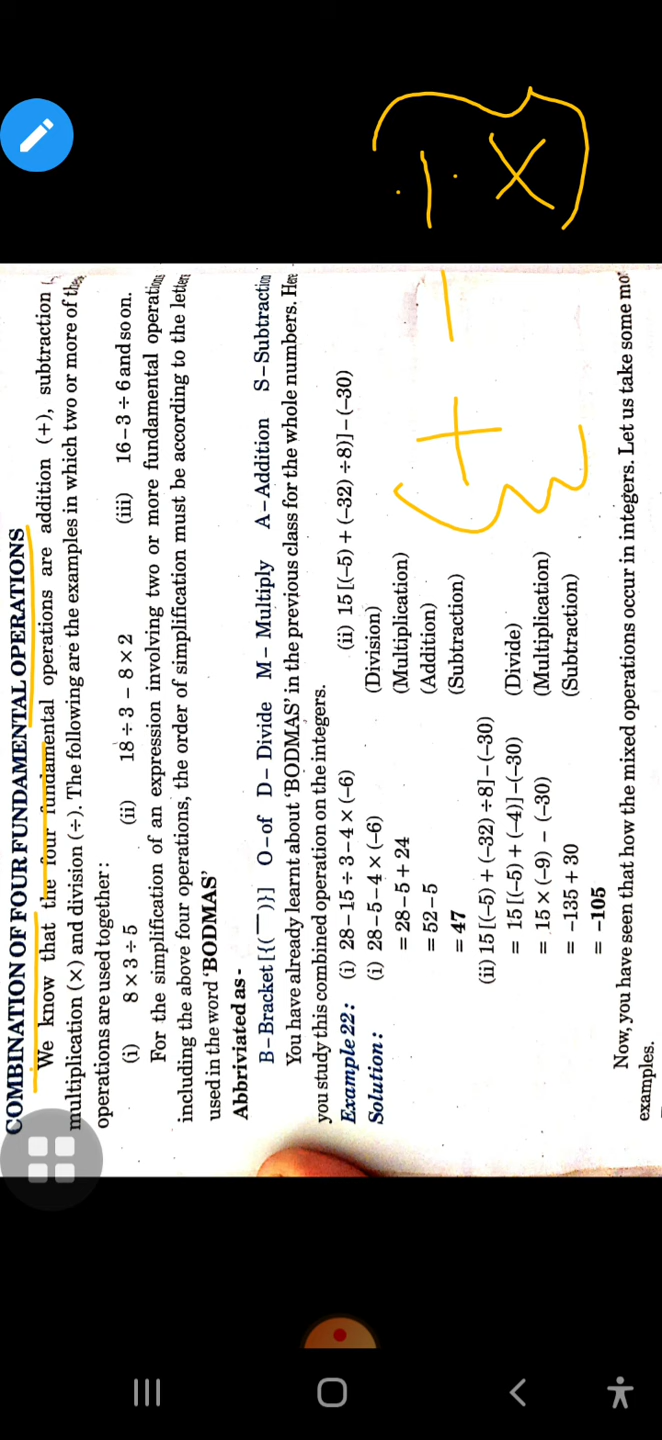 COMBINATION OF FOUR FUNDAMENTAL OPERATIONS
We know that the four fundamental operations are addition (+), subtraction
multiplication (×) and division (÷). The following are the examples in which two or more of these
operations are used together :
(i) 8 × 3 ÷ 5 (ii) 18 ÷ 3 – 8 × 2 (iii) 16 – 3 ÷ 6 and so on.
For the simplification of an expression involving two or more fundamental operations
including the above four operations, the order of simplification must be according to the letters
used in the word 'BODMAS'
Abbriviated as -
B – Bracket [{(‾)}] O – of D – Divide M – Multiply A – Addition S – Subtraction
You have already learnt about 'BODMAS' in the previous class for the whole numbers. Here
you study this combined operation on the integers.
Example 22 : (i) 28 – 15 ÷ 3 – 4 × (–6) (ii) 15 [(–5) + (–32) ÷ 8)] – (–30)
Solution : (i) 28 – 5 – 4 × (–6) (Division)
= 28 – 5 + 24 (Multiplication)
= 52 – 5 (Addition)
= 47 (Subtraction)
(ii) 15 [(–5) + (–32) ÷ 8] – (–30)
= 15 [(–5) + (–4)] – (–30) (Divide)
= 15 × (–9) – (–30) (Multiplication)
= –135 + 30 (Subtraction)
= –105
Now, you have seen that how the mixed operations occur in integers. Let us take some
examples.